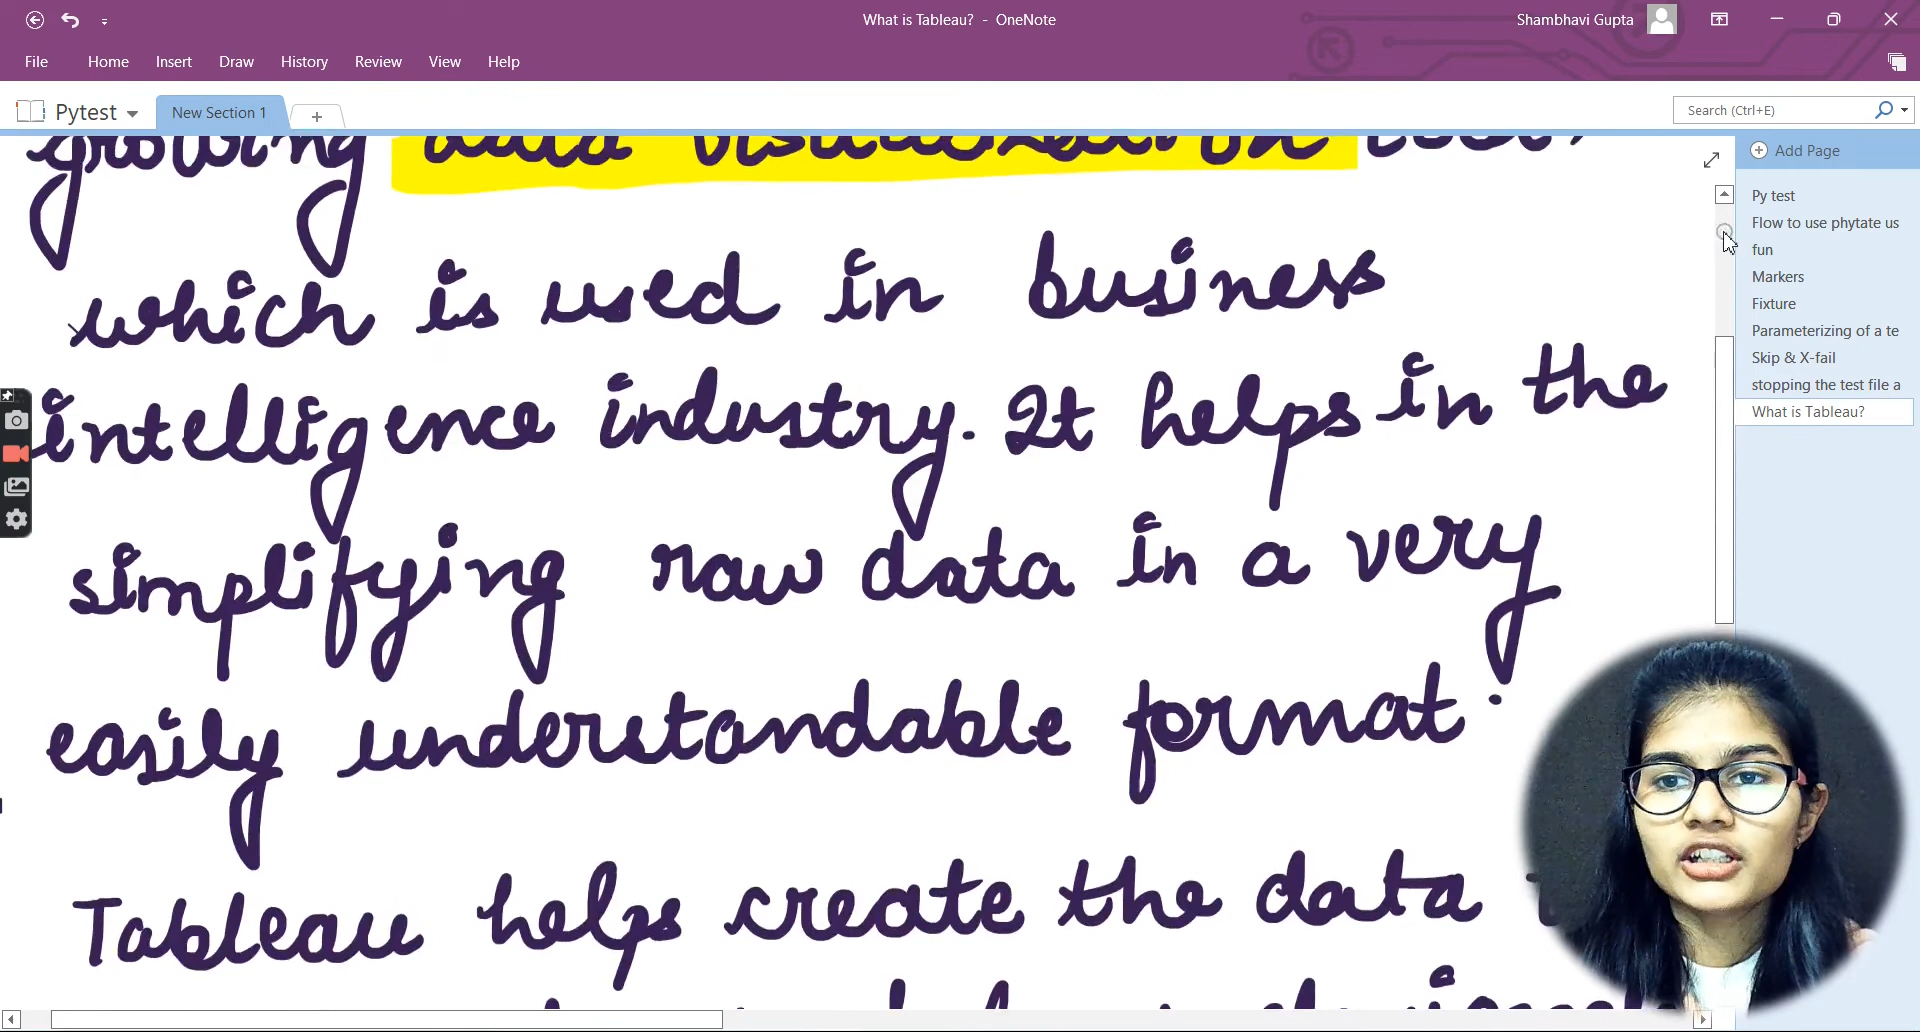 What is Tableau? - OneNote
Shambhavi Gupta
File Home Insert Draw History Review View Help
Pytest
New Section 1
+
Search (Ctrl+E)
Add Page
Py test
Flow to use phytate us
fun
Markers
Fixture
Parameterizing of a te
Skip & X-fail
stopping the test file a
What is Tableau?
growing data visualization tool
which is used in business
intelligence industry. It helps in the
simplifying raw data in a very
easily understandable format.
Tableau helps create the data